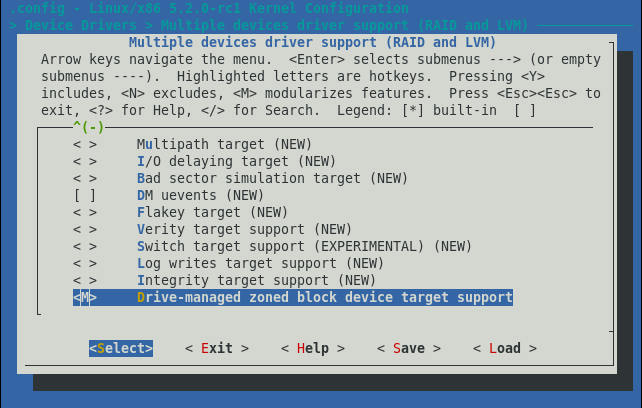 .config - Linux/x86 5.2.0-rc1 Kernel Configuration
> Device Drivers > Multiple devices driver support (RAID and LVM)
Multiple devices driver support (RAID and LVM)
Arrow keys navigate the menu.  <Enter> selects submenus ---> (or empty
submenus ----).  Highlighted letters are hotkeys.  Pressing <Y>
includes, <N> excludes, <M> modularizes features.  Press <Esc><Esc> to
exit, <?> for Help, </> for Search.  Legend: [*] built-in  [ ]
^(-)
< >     Multipath target (NEW)
< >     I/O delaying target (NEW)
< >     Bad sector simulation target (NEW)
[ ]     DM uevents (NEW)
< >     Flakey target (NEW)
< >     Verity target support (NEW)
< >     Switch target support (EXPERIMENTAL) (NEW)
< >     Log writes target support (NEW)
< >     Integrity target support (NEW)
<M>     Drive-managed zoned block device target support
<Select>    < Exit >    < Help >    < Save >    < Load >